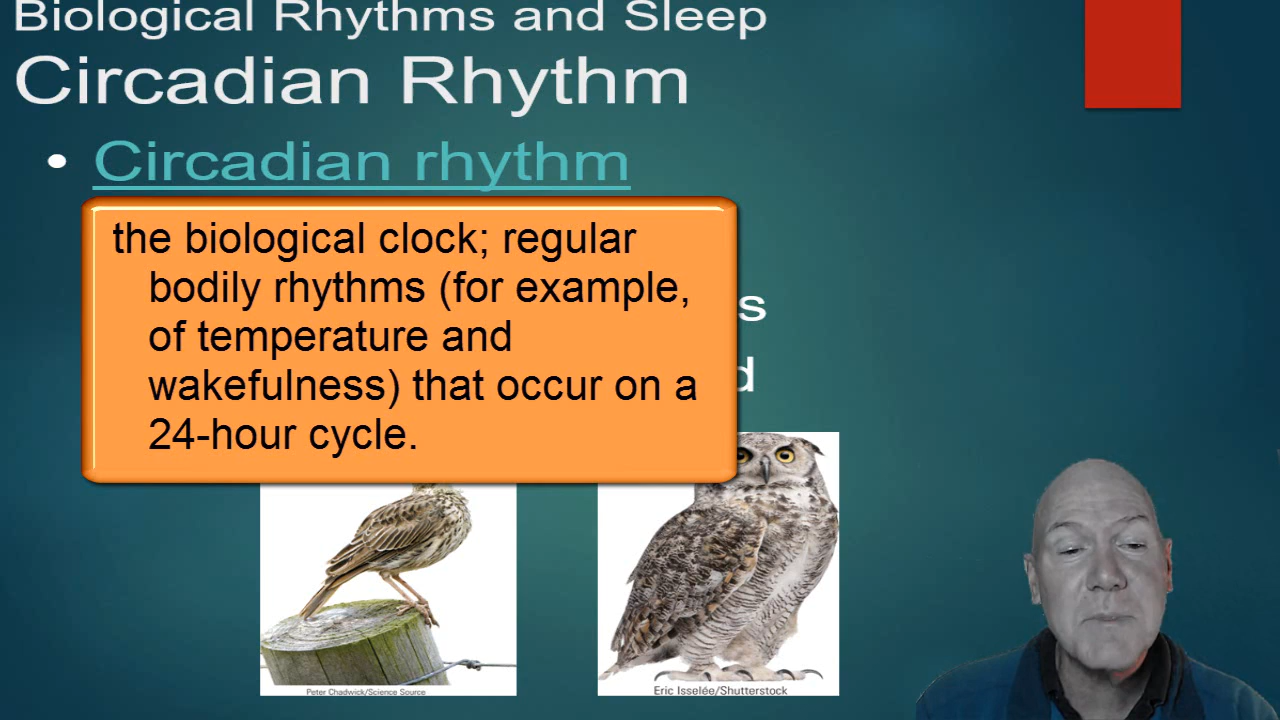 Biological Rhythms and Sleep
Circadian Rhythm
• Circadian rhythm
the biological clock; regular
bodily rhythms (for example,
of temperature and
wakefulness) that occur on a
24-hour cycle.
Peter Chadwick/Science Source
Eric Isselée/Shutterstock